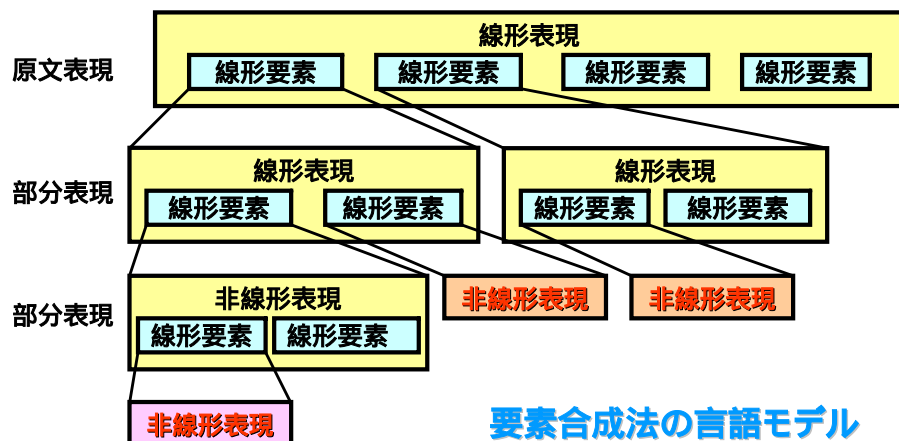 線形表現
原文表現
線形要素 線形要素 線形要素 線形要素
線形表現 線形表現
部分表現
線形要素 線形要素 線形要素 線形要素
非線形表現 非線形表現 非線形表現
部分表現
線形要素 線形要素
非線形表現
要素合成法の言語モデル